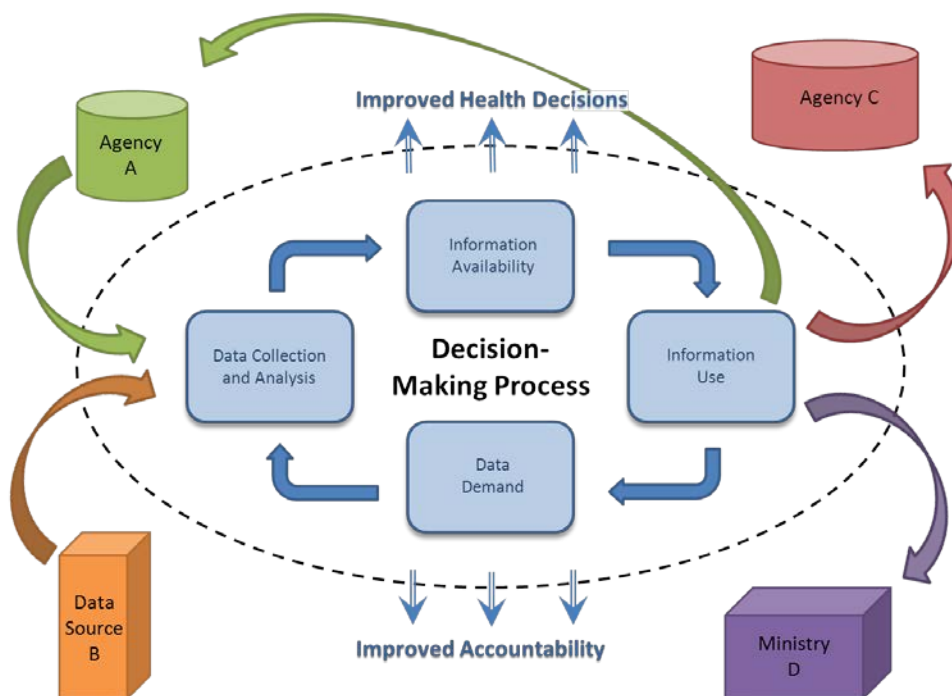 Improved Health Decisions
Agency C
Agency
A
Information
Availability
Data Collection
and Analysis
Decision-
Making Process
Information
Use
Data
Demand
Data
Source
B
Improved Accountability
Ministry
D